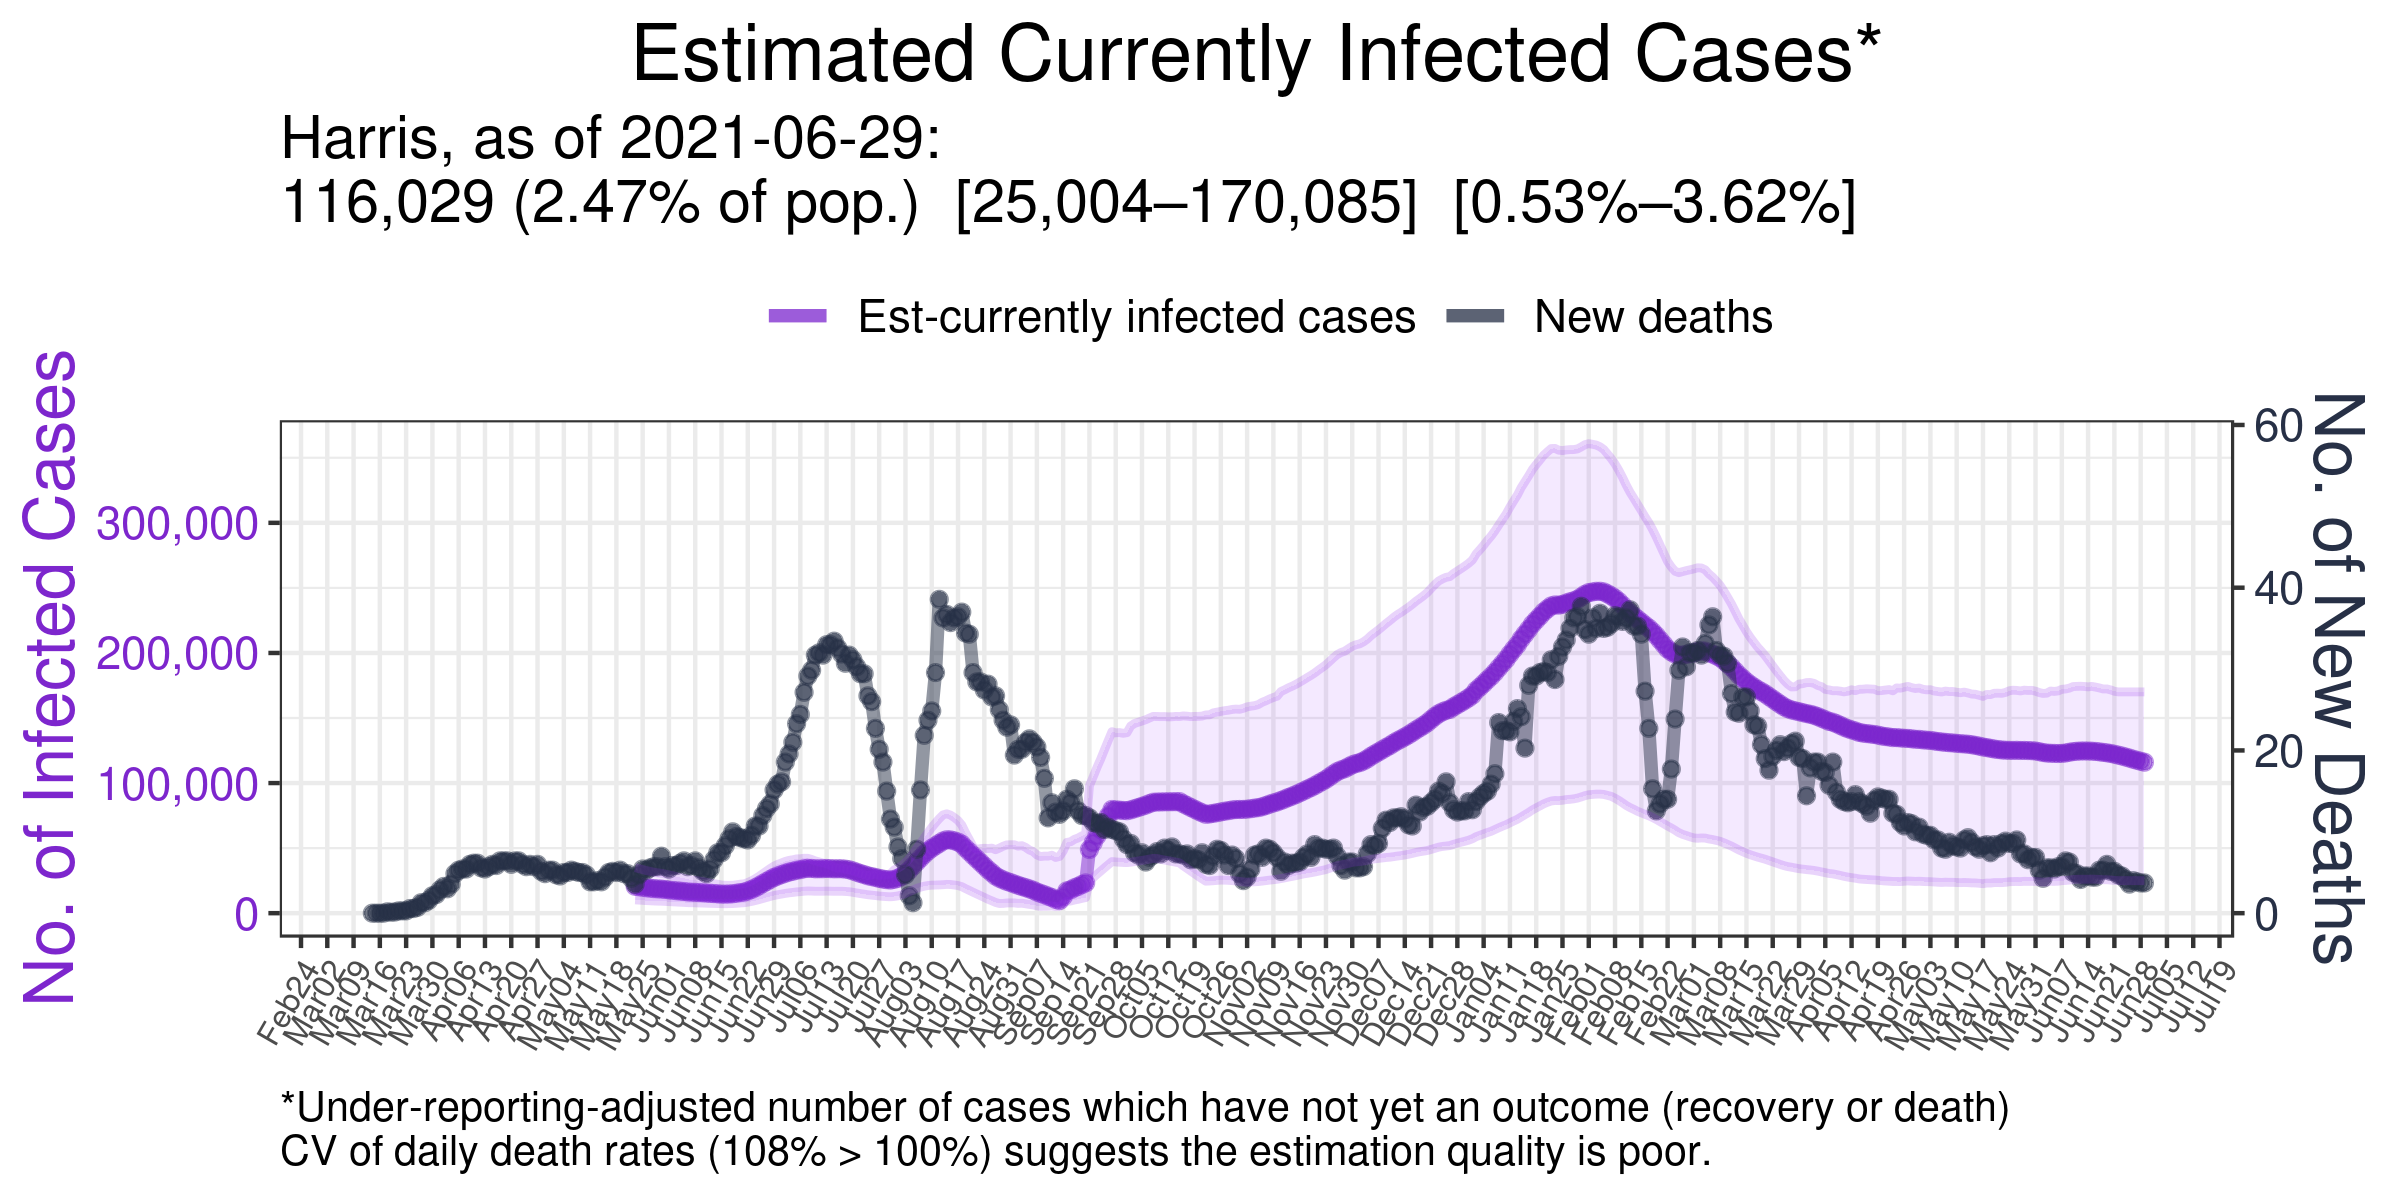 Estimated Currently Infected Cases*
Harris, as of 2021-06-29:
116,029 (2.47% of pop.)  [25,004–170,085]  [0.53%–3.62%]
Est-currently infected cases
New deaths
No. of Infected Cases
300,000
200,000
100,000
0
60
40
20
0
No. of New Deaths
Feb24
Mar02
Mar09
Mar16
Mar23
Mar30
Apr06
Apr13
Apr20
Apr27
May04
May11
May18
May25
Jun01
Jun08
Jun15
Jun22
Jun29
Jul06
Jul13
Jul20
Jul27
Aug03
Aug10
Aug17
Aug24
Aug31
Sep07
Sep14
Sep21
Sep28
Oct05
Oct12
Oct19
Oct26
Nov02
Nov09
Nov16
Nov23
Nov30
Dec07
Dec14
Dec21
Dec28
Jan04
Jan11
Jan18
Jan25
Feb01
Feb08
Feb15
Feb22
Mar01
Mar08
Mar15
Mar22
Mar29
Apr05
Apr12
Apr19
Apr26
May03
May10
May17
May24
May31
Jun07
Jun14
Jun21
Jun28
Jul05
Jul12
Jul19
*Under-reporting-adjusted number of cases which have not yet an outcome (recovery or death)
CV of daily death rates (108% > 100%) suggests the estimation quality is poor.